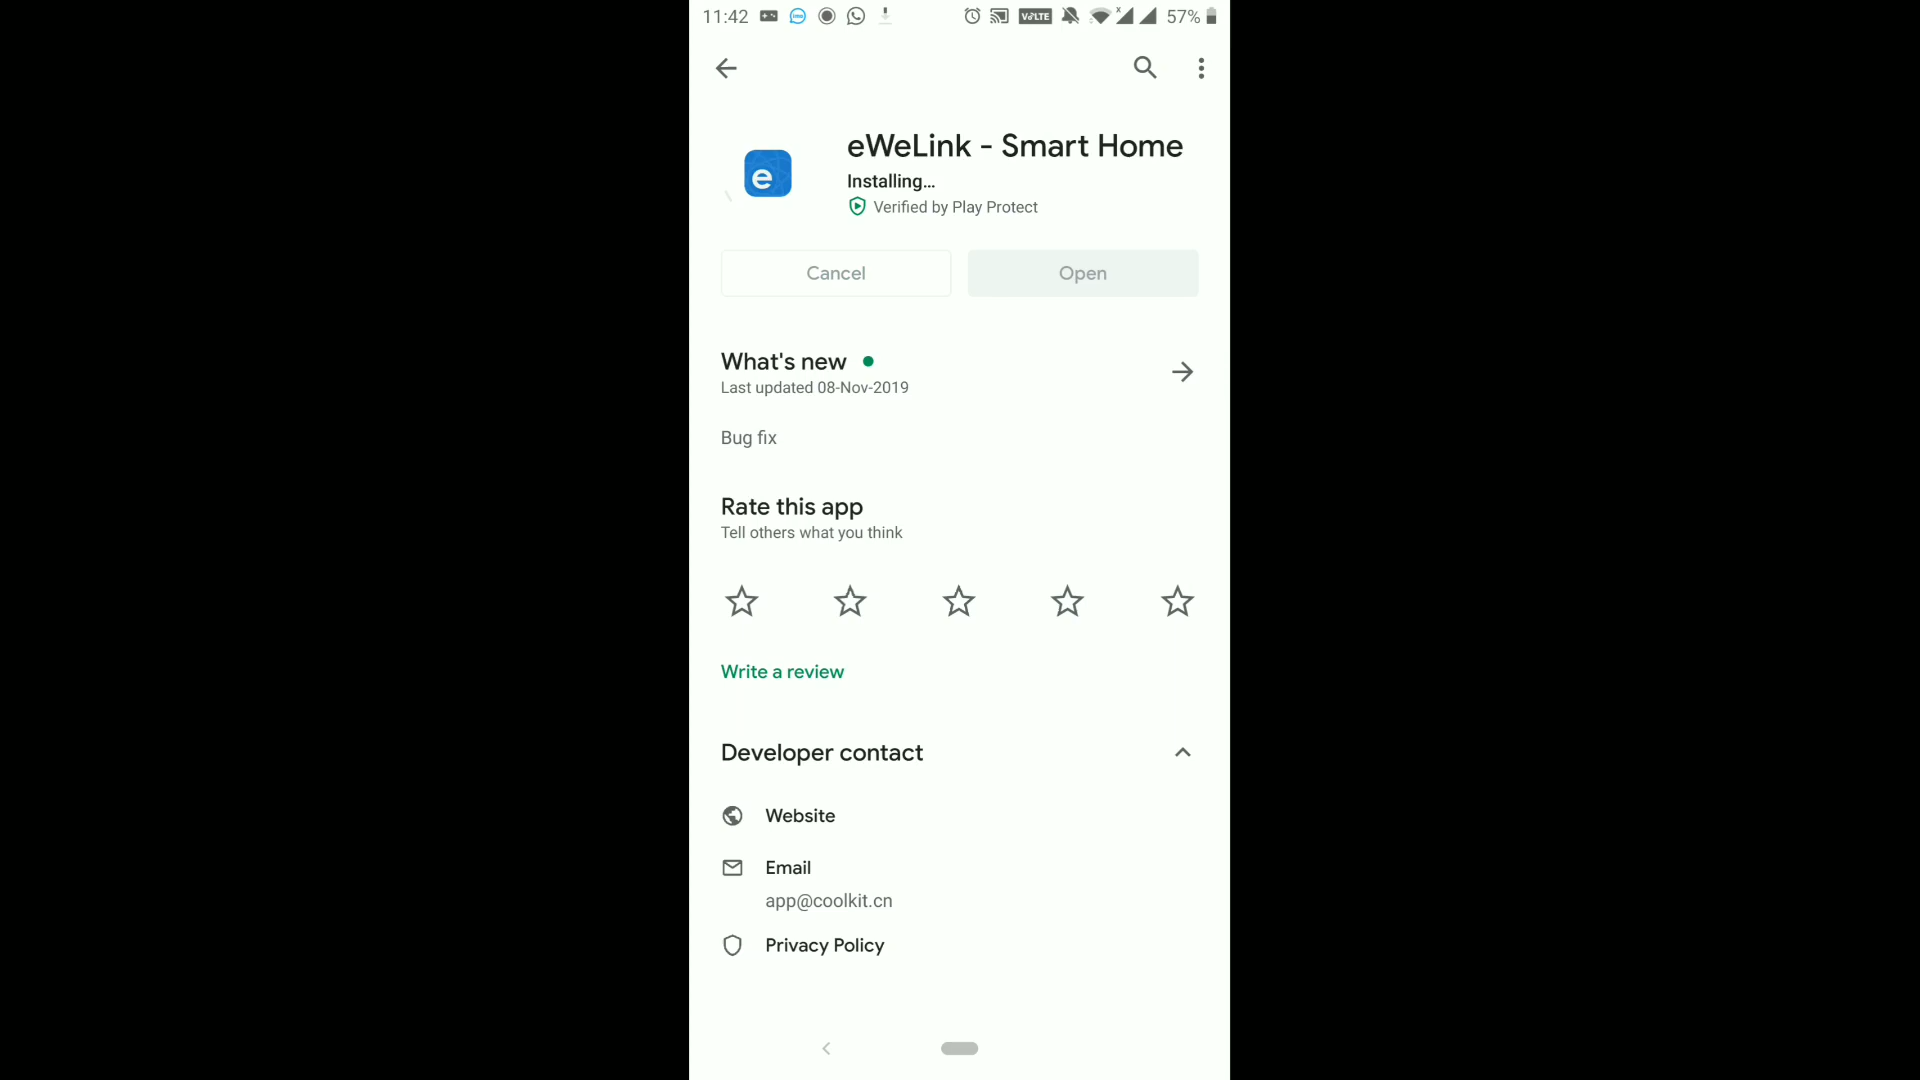 11:42 imo VoLTE x 57%
eWeLink - Smart Home
e
Installing...
Verified by Play Protect
Cancel Open
What's new
Last updated 08-Nov-2019
Bug fix
Rate this app
Tell others what you think
Write a review
Developer contact
Website
Email
app@coolkit.cn
Privacy Policy